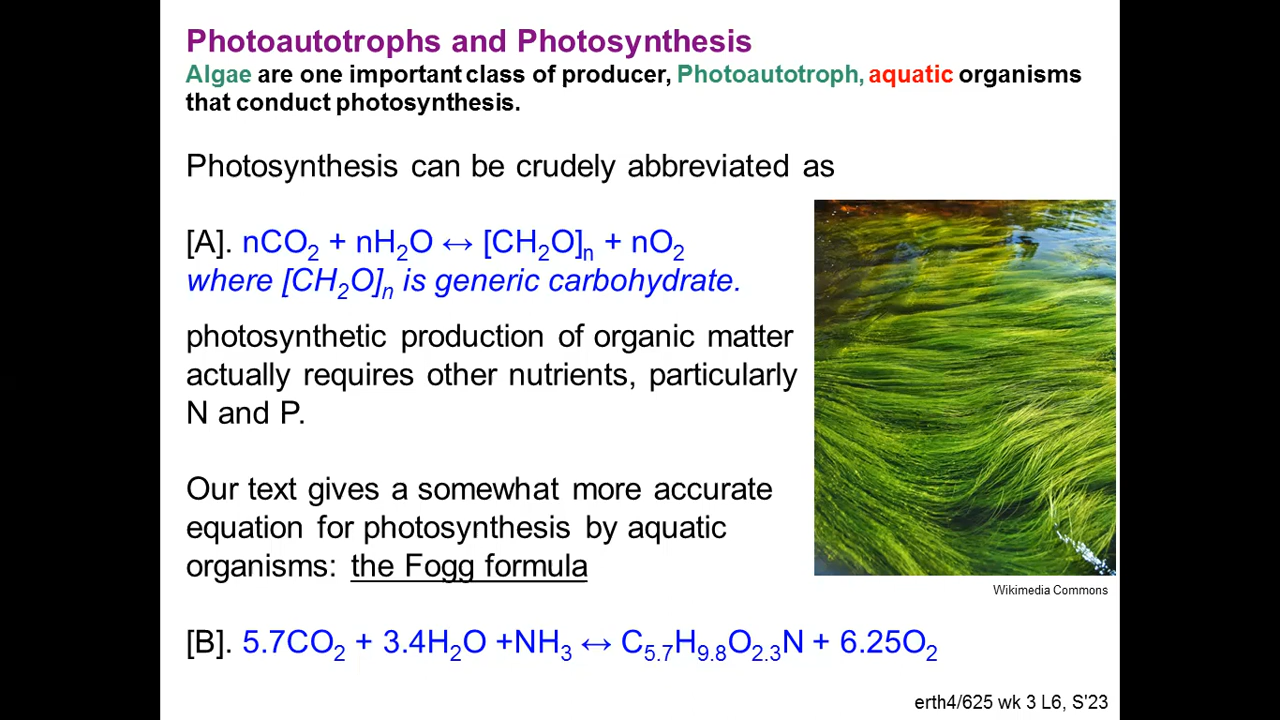 Photoautotrophs and Photosynthesis
Algae are one important class of producer, Photoautotroph, aquatic organisms
that conduct photosynthesis.
Photosynthesis can be crudely abbreviated as
[A]. nCO₂ + nH₂O ↔ [CH₂O]ₙ + nO₂
where [CH₂O]ₙ is generic carbohydrate.
photosynthetic production of organic matter
actually requires other nutrients, particularly
N and P.
Our text gives a somewhat more accurate
equation for photosynthesis by aquatic
organisms: the Fogg formula
Wikimedia Commons
[B]. 5.7CO₂ + 3.4H₂O +NH₃ ↔ C₅.₇H₉.₈O₂.₃N + 6.25O₂
erth4/625 wk 3 L6, S'23